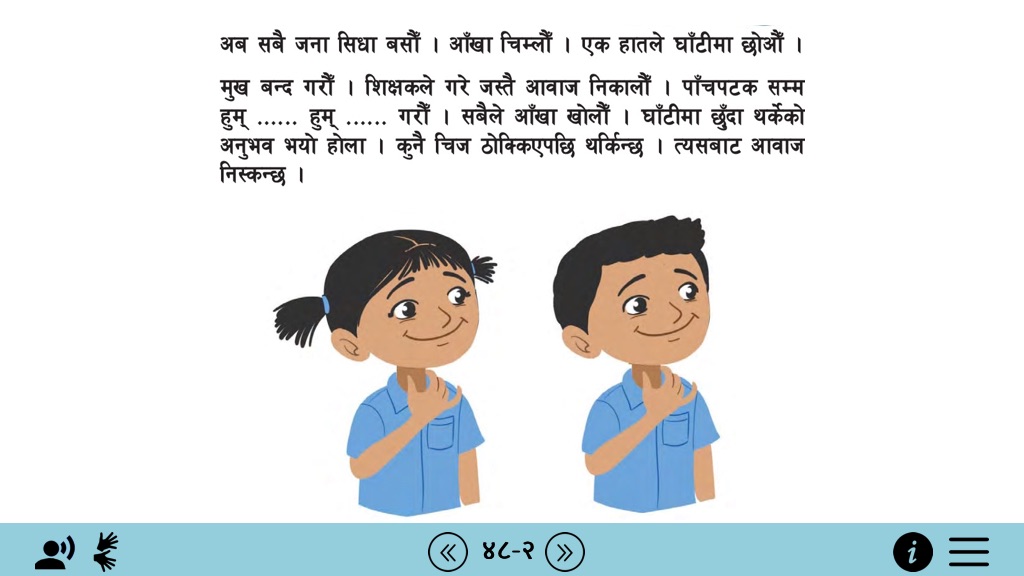 अब सबै जना सिधा बसौँ । आँखा चिम्लौँ । एक हातले घाँटीमा छोऔँ ।
मुख बन्द गरौँ । शिक्षकले गरे जस्तै आवाज निकालौँ । पाँचपटक सम्म
हुम् ...... हुम् ...... गरौँ । सबैले आँखा खोलौँ । घाँटीमा छुँदा थर्केको
अनुभव भयो होला । कुनै चिज ठोक्किएपछि थर्किन्छ । त्यसबाट आवाज
निस्कन्छ ।
४८-२